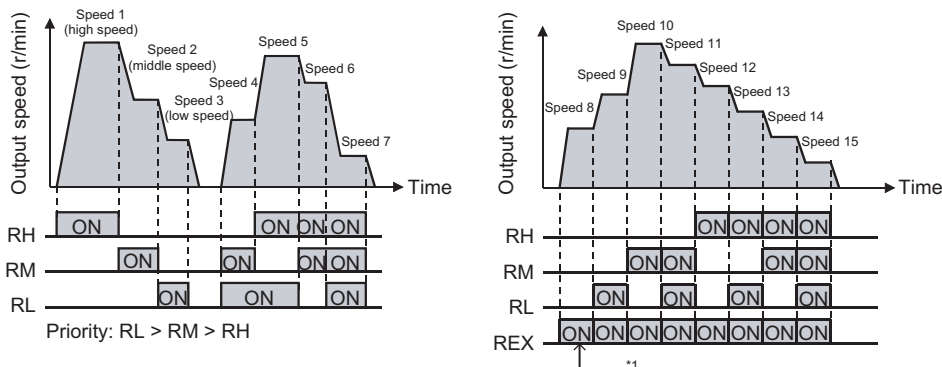 Output speed (r/min)
Speed 1
(high speed)
Speed 2
(middle speed)
Speed 3
(low speed)
Speed 4
Speed 5
Speed 6
Speed 7
Time
RH ON ON ON ON
RM ON ON ON ON
RL ON ON ON
Priority: RL > RM > RH
Output speed (r/min)
Speed 8
Speed 9
Speed 10
Speed 11
Speed 12
Speed 13
Speed 14
Speed 15
Time
RH ON ON ON ON
RM ON ON ON ON
RL ON ON ON ON
REX ON ON ON ON ON ON ON ON
*1